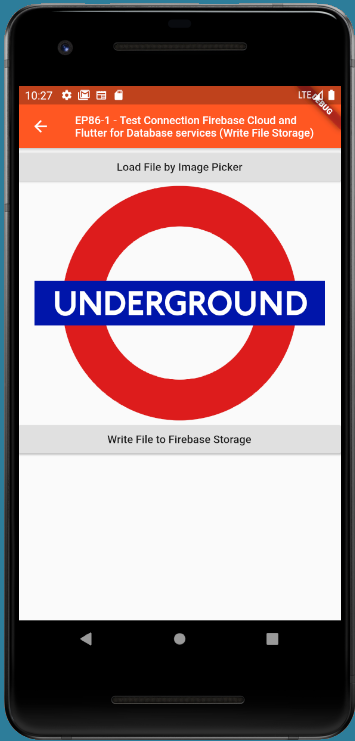 10:27
LTE
DEBUG
EP86-1 - Test Connection Firebase Cloud and
Flutter for Database services (Write File Storage)
Load File by Image Picker
UNDERGROUND
Write File to Firebase Storage